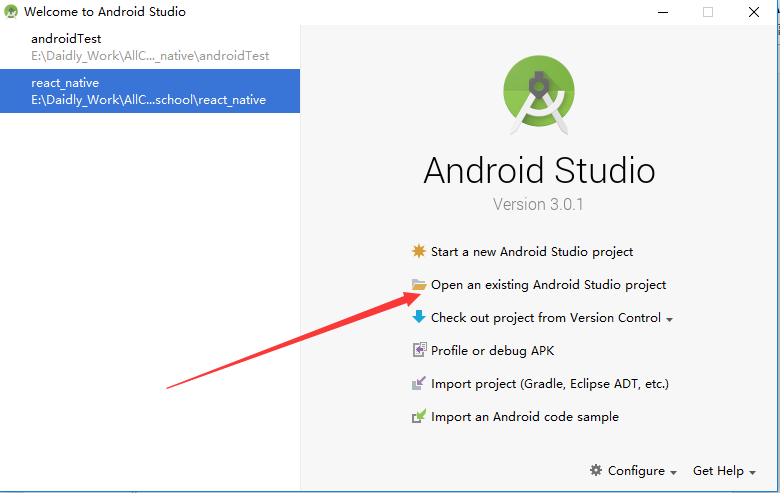 Welcome to Android Studio
androidTest
E:\Daidly_Work\AllC..._native\androidTest
react_native
E:\Daidly_Work\AllC...school\react_native
Android Studio
Version 3.0.1
Start a new Android Studio project
Open an existing Android Studio project
Check out project from Version Control
Profile or debug APK
Import project (Gradle, Eclipse ADT, etc.)
Import an Android code sample
Configure
Get Help